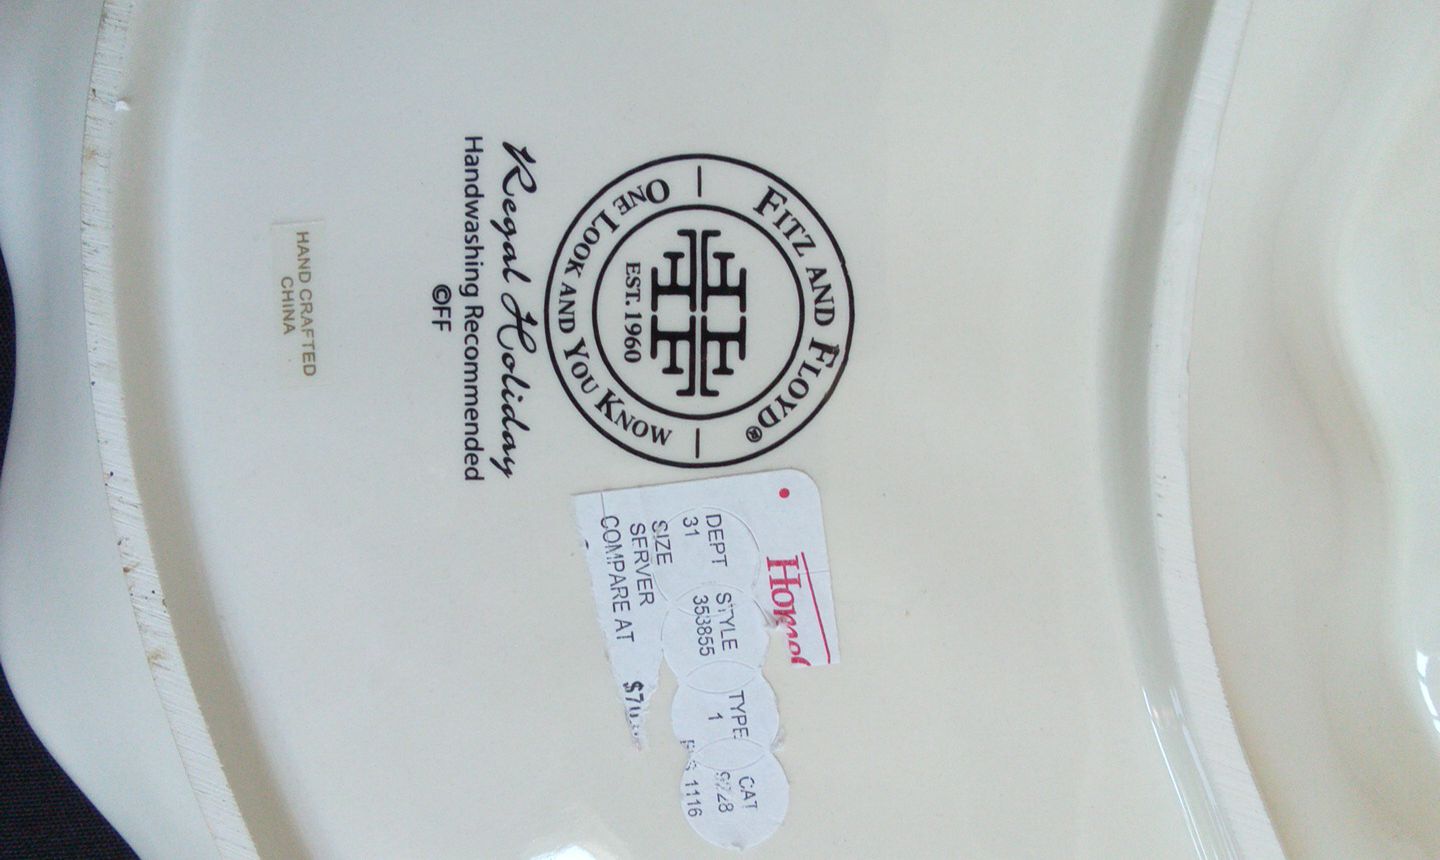 FITZ AND FLOYD®
EST. 1960
ONE LOOK AND YOU KNOW
Regal Holiday
Handwashing Recommended
©FF
HAND CRAFTED
CHINA
DEPT STYLE TYPE CAT
31 353855 1
1116
SIZE
SERVER
COMPARE AT